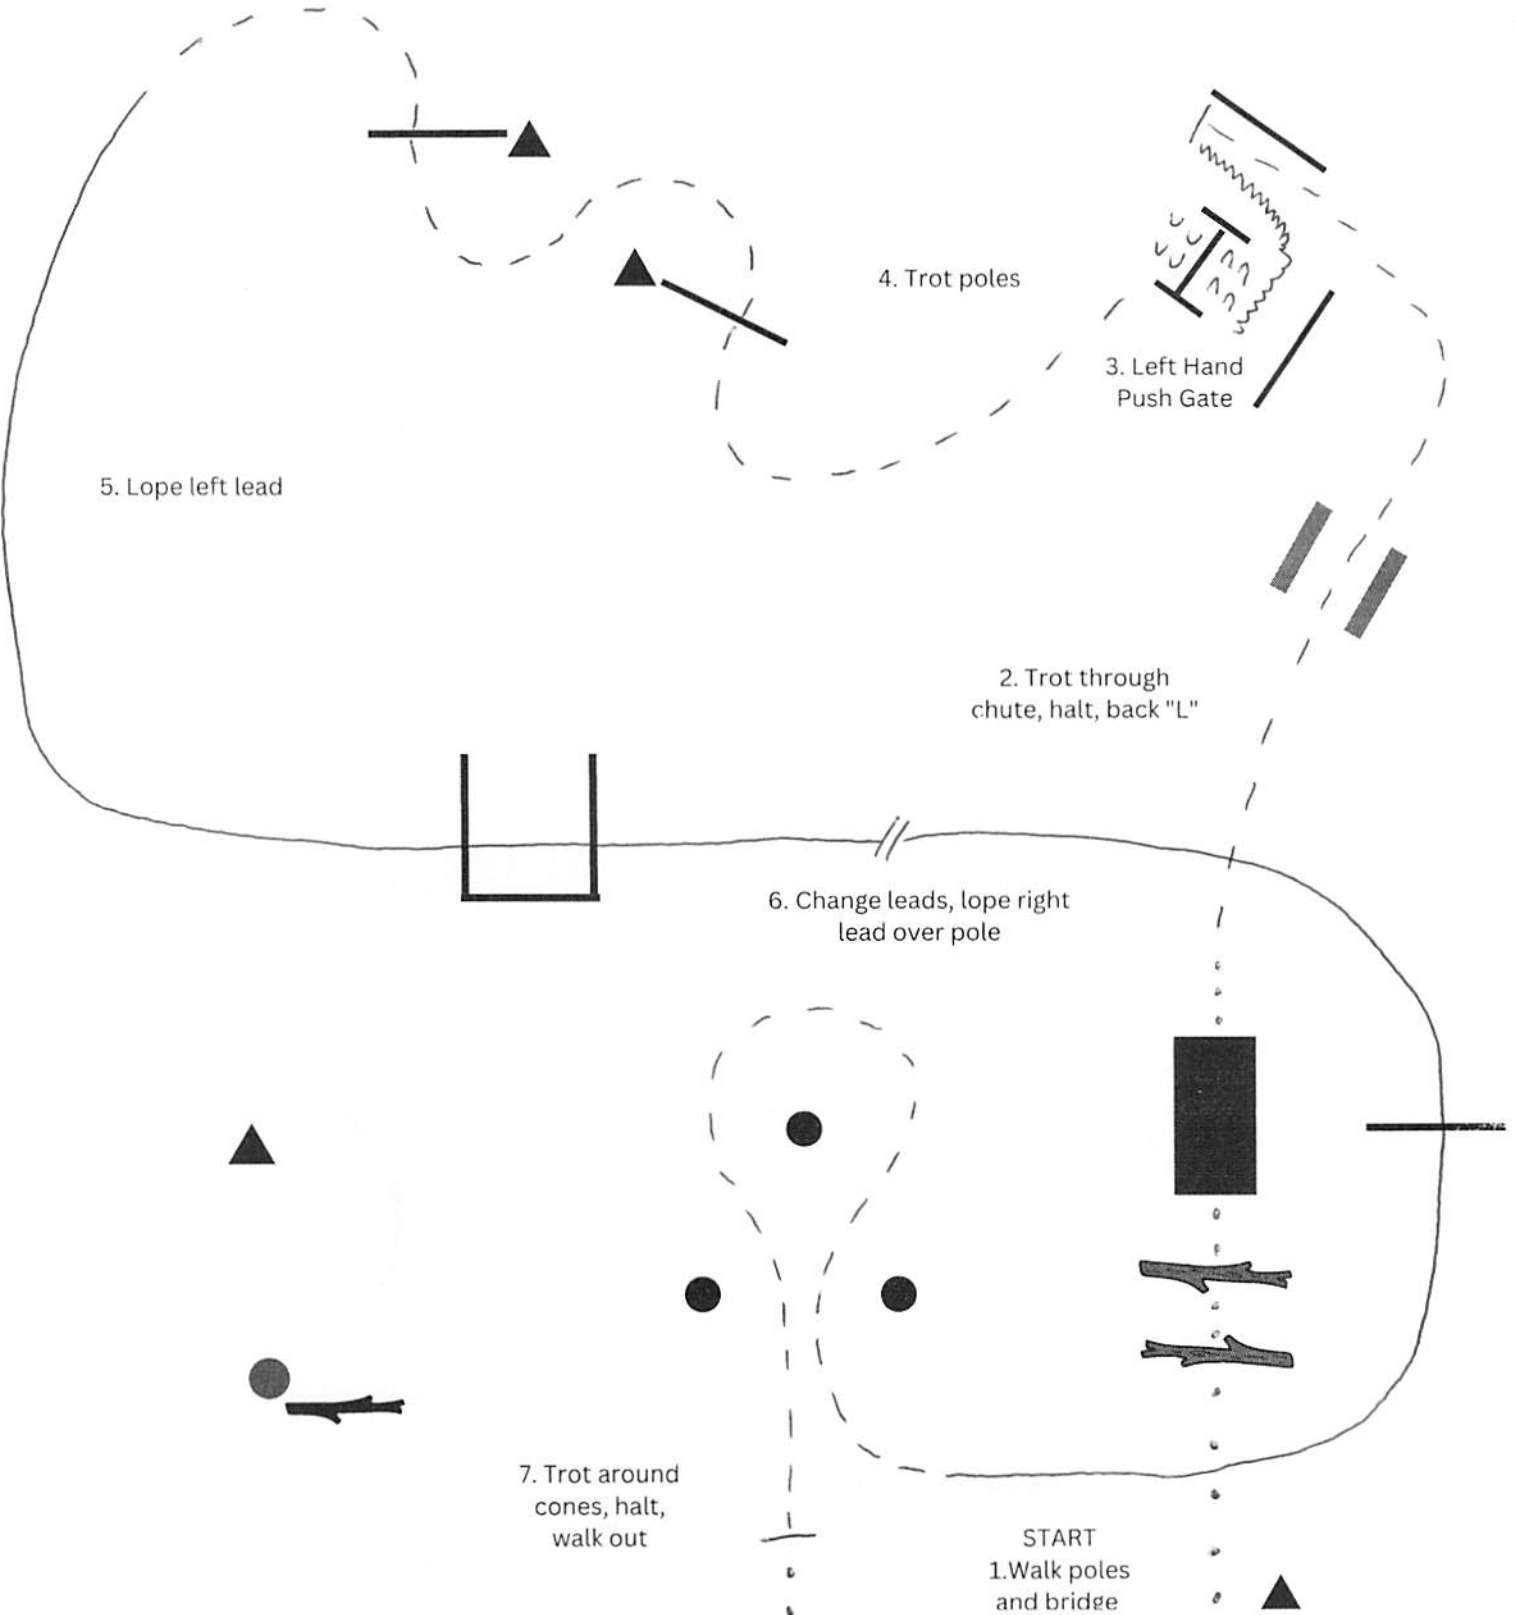 4. Trot poles
3. Left Hand
Push Gate
5. Lope left lead
2. Trot through
chute, halt, back "L"
6. Change leads, lope right
lead over pole
7. Trot around
cones, halt,
walk out
START
1.Walk poles
and bridge